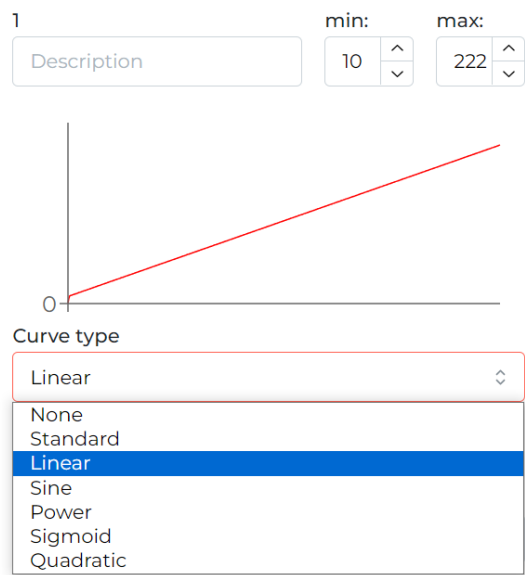 1 min: max:
Description 10 222
0
Curve type
Linear
None
Standard
Linear
Sine
Power
Sigmoid
Quadratic